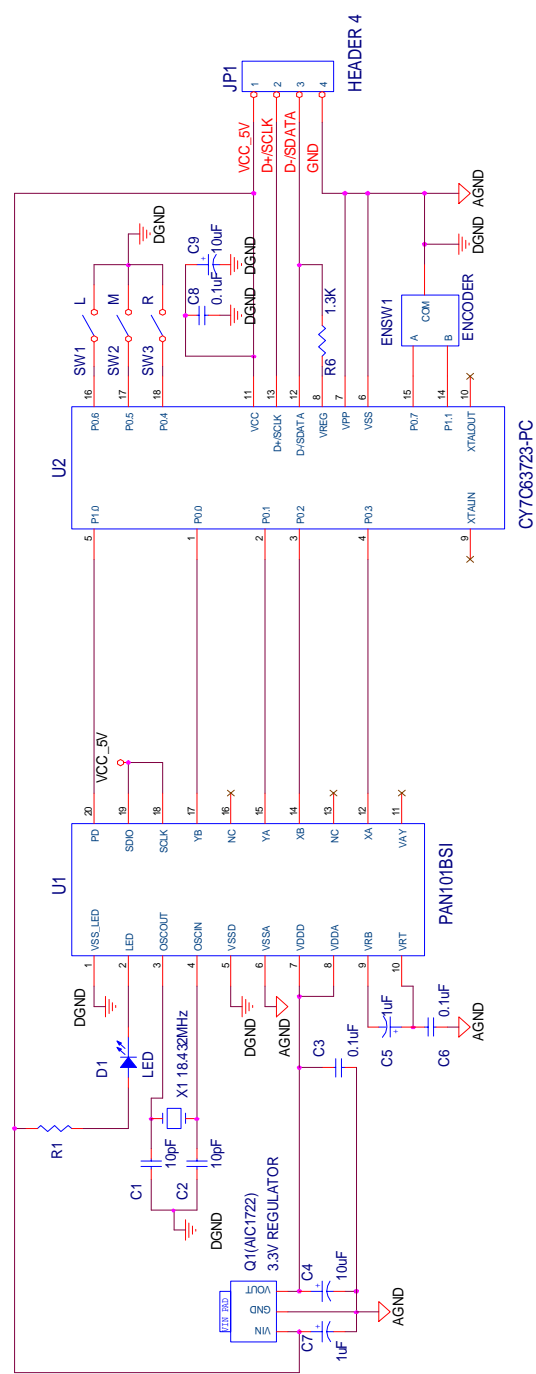 JP1
1
2
3
4
HEADER 4
VCC_5V
D+/SCLK
D-/SDATA
GND
AGND
DGND
L
M
R
SW1
SW2
SW3
DGND
C9
10uF
C8
0.1uF
DGND
DGND
R6
1.3K
ENSW1
A
B
COM
ENCODER
U2
16
P0.6
17
P0.5
18
P0.4
11
VCC
13
D+/SCLK
12
D-/SDATA
8
VREG
7
VPP
6
VSS
15
P0.7
14
P1.1
10
XTALOUT
5
P1.0
1
P0.0
2
P0.1
3
P0.2
4
P0.3
9
XTALIN
CY7C63723-PC
VCC_5V
U1
20
PD
19
SDIO
18
SCLK
17
YB
16
NC
15
YA
14
XB
13
NC
12
XA
11
VAY
1
VSS_LED
2
LED
3
OSCOUT
4
OSCIN
5
VSSD
6
VSSA
7
VDDD
8
VDDA
9
VRB
10
VRT
PAN101BSI
DGND
D1
LED
R1
X1 18.432MHz
C1
10pF
C2
10pF
DGND
DGND
AGND
C3
0.1uF
C5
1uF
C6
0.1uF
AGND
Q1(AIC1722)
3.3V REGULATOR
VIN PAD
VOUT
GND
VIN
C4
10uF
C7
1uF
AGND